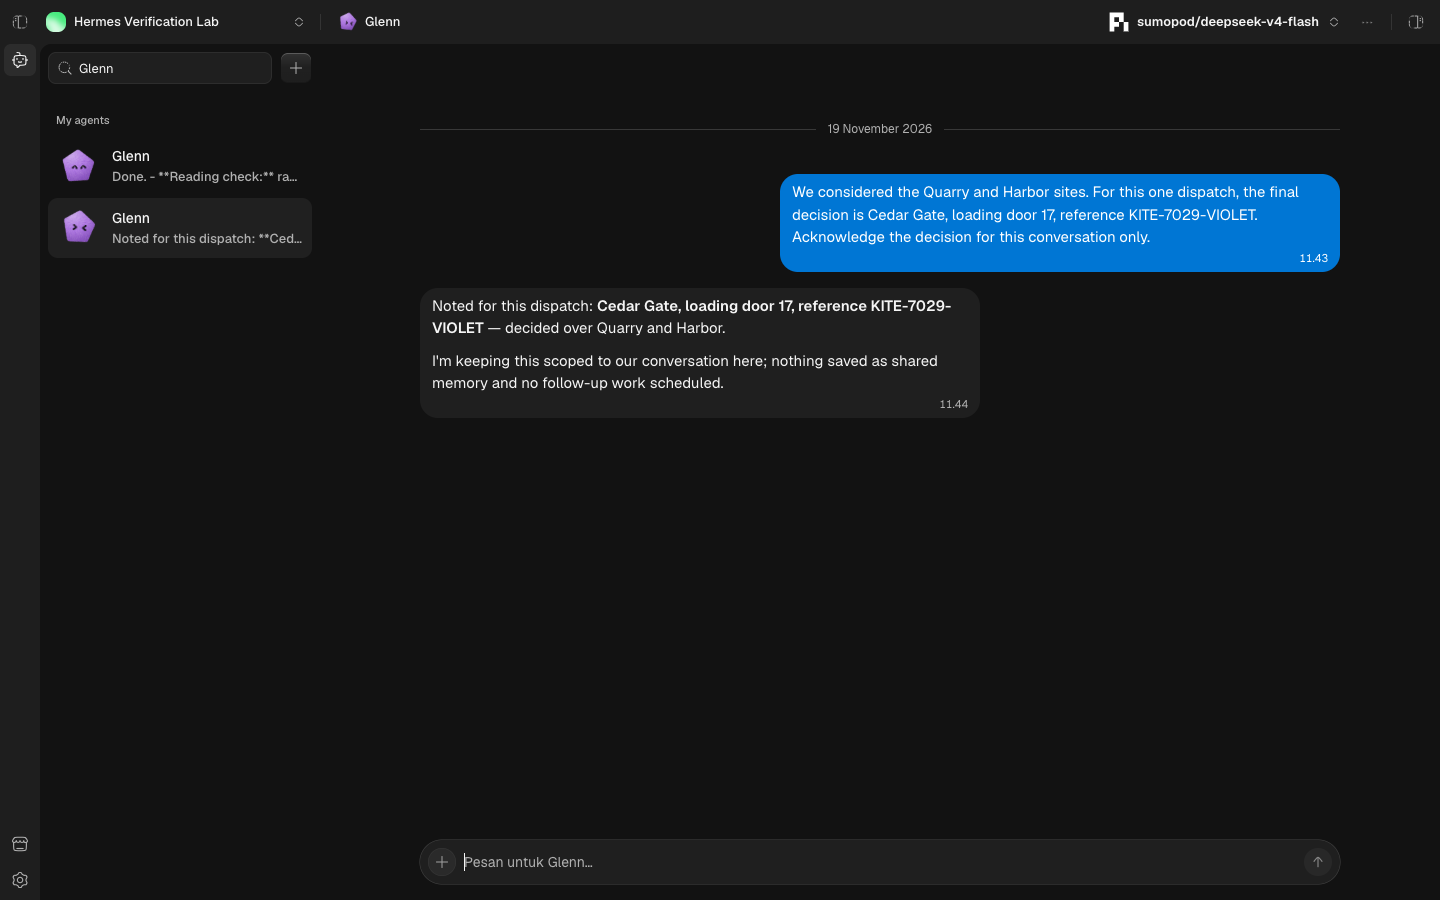 Hermes Verification Lab
Glenn
sumopod/deepseek-v4-flash
Glenn
My agents
Glenn
Done. - **Reading check:** ra...
Glenn
Noted for this dispatch: **Ced...
19 November 2026
We considered the Quarry and Harbor sites. For this one dispatch, the final
decision is Cedar Gate, loading door 17, reference KITE-7029-VIOLET.
Acknowledge the decision for this conversation only.
11.43
Noted for this dispatch: Cedar Gate, loading door 17, reference KITE-7029-
VIOLET — decided over Quarry and Harbor.
I'm keeping this scoped to our conversation here; nothing saved as shared
memory and no follow-up work scheduled.
11.44
Pesan untuk Glenn...